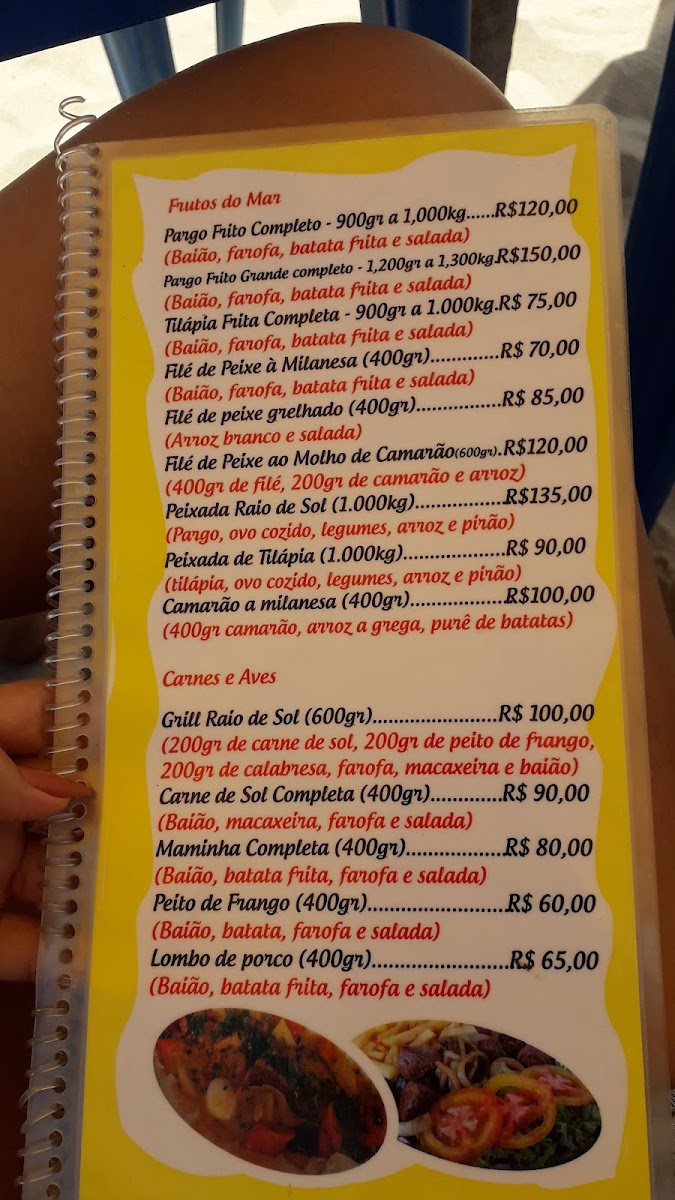 Frutos do Mar
Pargo Frito Completo - 900gr a 1,000kg......R$120,00
(Baião, farofa, batata frita e salada)
Pargo Frito Grande completo - 1,200gr a 1,300kg.R$150,00
(Baião, farofa, batata frita e salada)
Tilápia Frita Completa - 900gr a 1.000kg.R$ 75,00
(Baião, farofa, batata frita e salada)
Filé de Peixe à Milanesa (400gr).............R$ 70,00
(Baião, farofa, batata frita e salada)
Filé de peixe grelhado (400gr)................R$ 85,00
(Arroz branco e salada)
Filé de Peixe ao Molho de Camarão(600gr).R$120,00
(400gr de filé, 200gr de camarão e arroz)
Peixada Raio de Sol (1.000kg).................R$135,00
(Pargo, ovo cozido, legumes, arroz e pirão)
Peixada de Tilápia (1.000kg)...................R$ 90,00
(tilápia, ovo cozido, legumes, arroz e pirão)
Camarão a milanesa (400gr)..................R$100,00
(400gr camarão, arroz a grega, purê de batatas)
Carnes e Aves
Grill Raio de Sol (600gr).......................R$ 100,00
(200gr de carne de sol, 200gr de peito de frango,
200gr de calabresa, farofa, macaxeira e baião)
Carne de Sol Completa (400gr).............R$ 90,00
(Baião, macaxeira, farofa e salada)
Maminha Completa (400gr)...................R$ 80,00
(Baião, batata frita, farofa e salada)
Peito de Frango (400gr)..........................R$ 60,00
(Baião, batata, farofa e salada)
Lombo de porco (400gr)..........................R$ 65,00
(Baião, batata frita, farofa e salada)